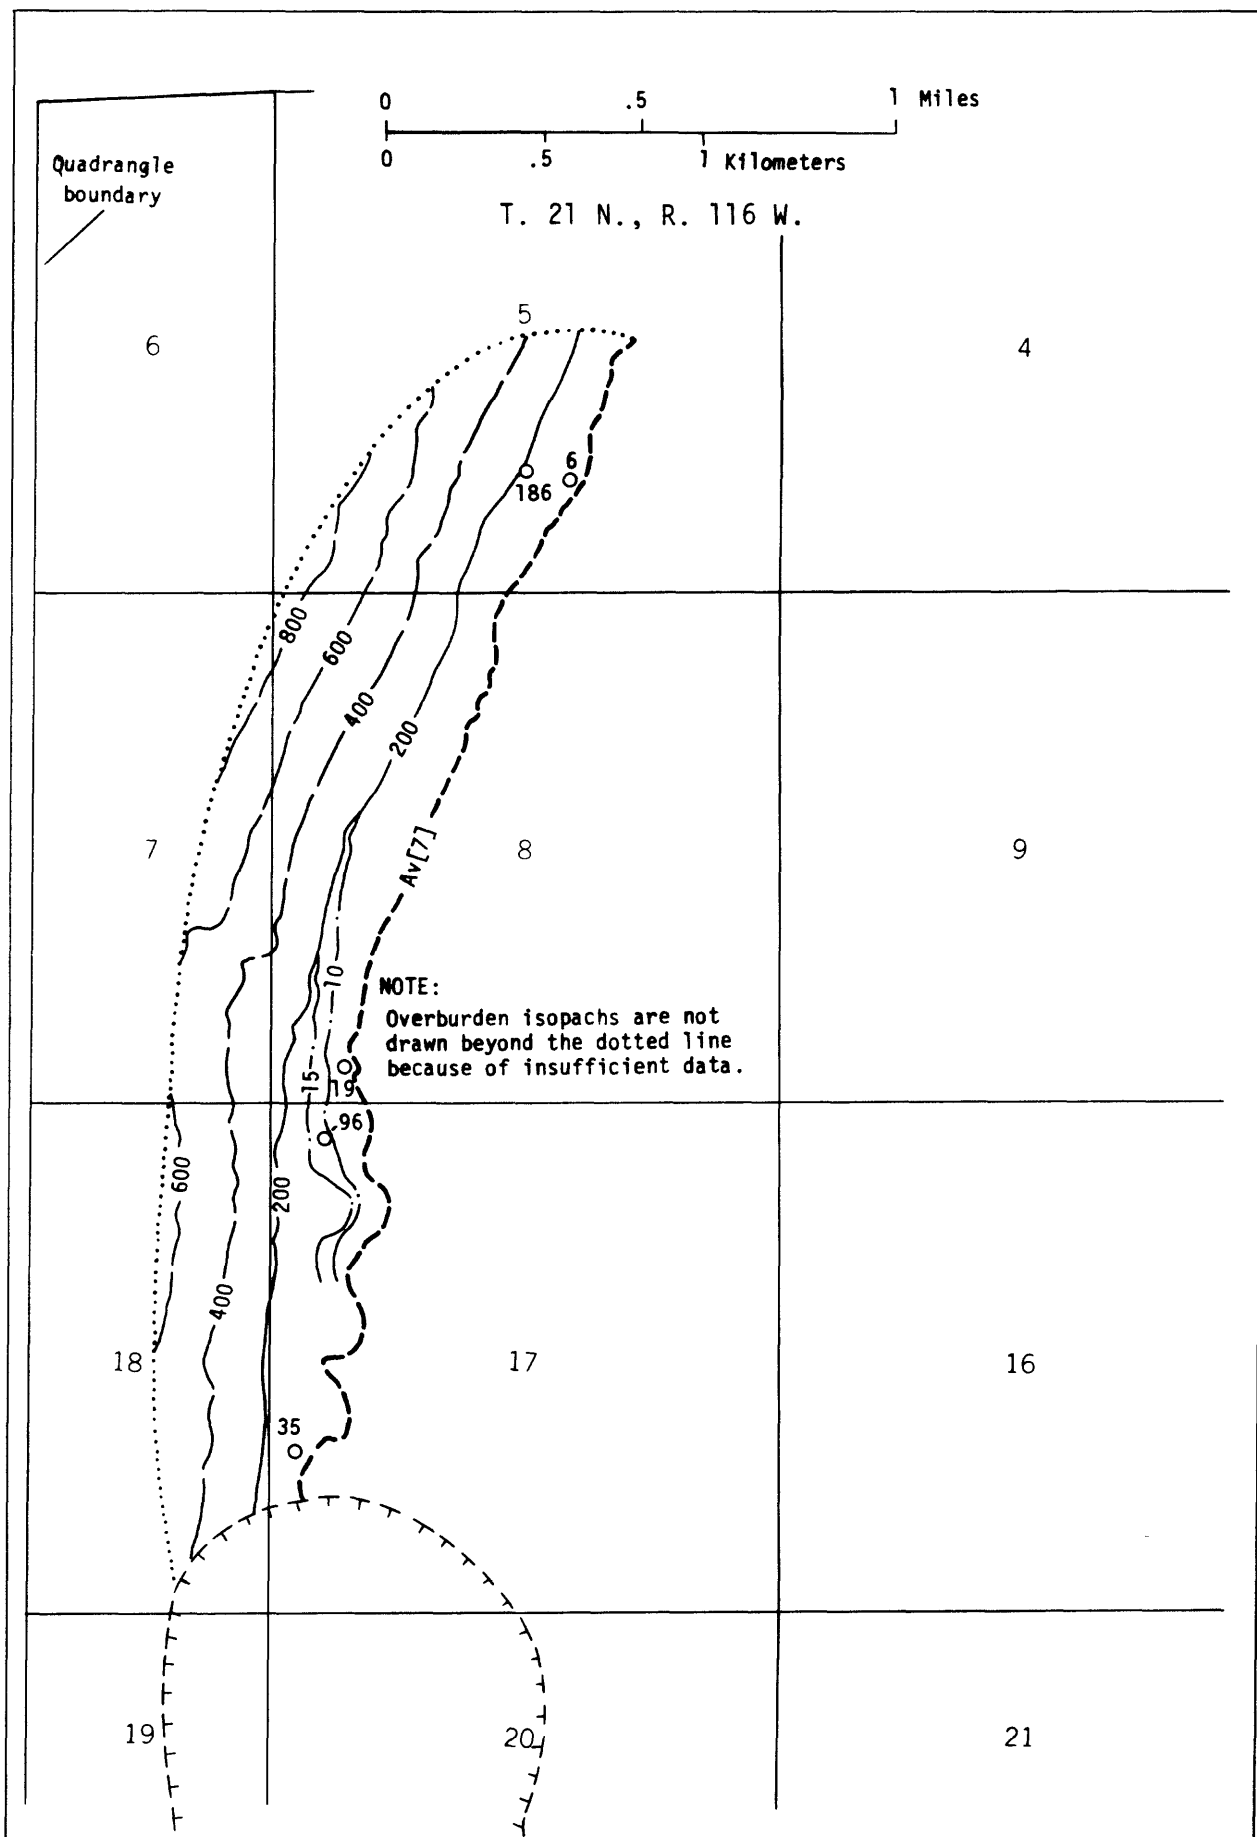 0 .5 1 Miles
0 .5 1 Kilometers
Quadrangle
boundary
T. 21 N., R. 116 W.
5
6
4
6
186
800
600
400
200
Av[7]
7
8
9
10
NOTE:
Overburden isopachs are not
drawn beyond the dotted line
because of insufficient data.
15
19
96
600
200
400
18
17
16
35
19
20
21